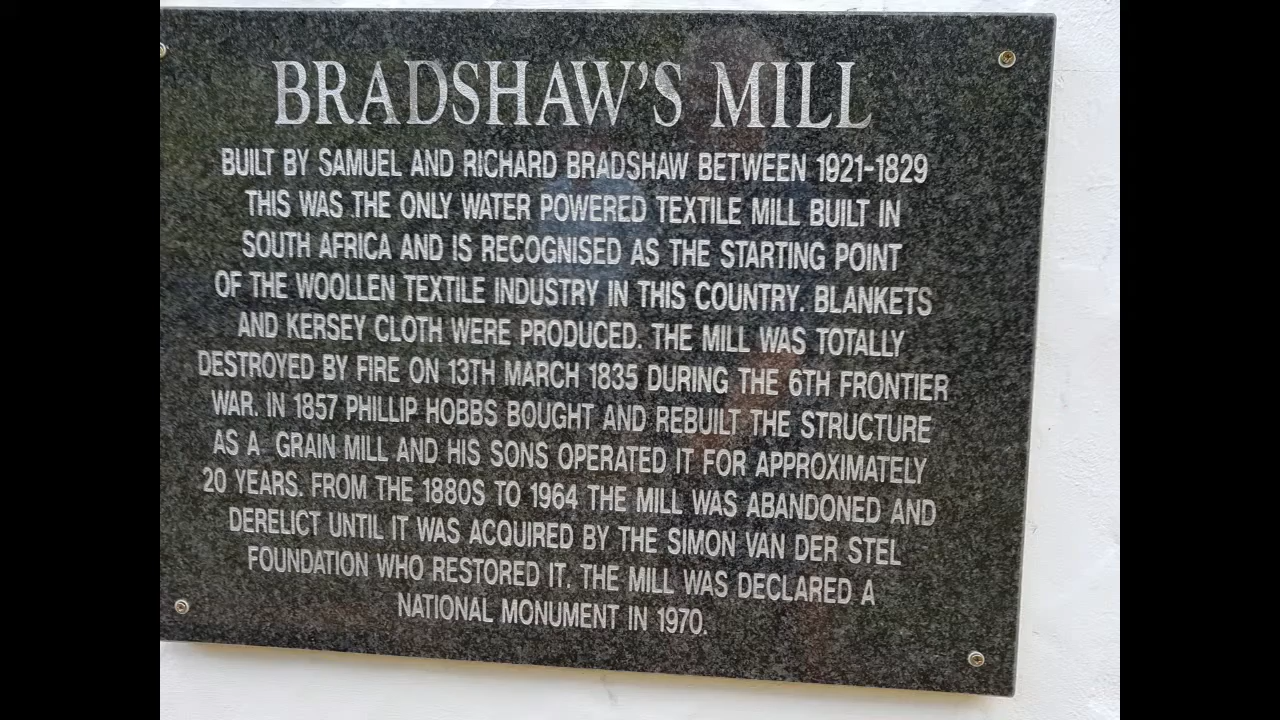 BRADSHAW'S MILL
BUILT BY SAMUEL AND RICHARD BRADSHAW BETWEEN 1921-1829
THIS WAS THE ONLY WATER POWERED TEXTILE MILL BUILT IN
SOUTH AFRICA AND IS RECOGNISED AS THE STARTING POINT
OF THE WOOLLEN TEXTILE INDUSTRY IN THIS COUNTRY. BLANKETS
AND KERSEY CLOTH WERE PRODUCED. THE MILL WAS TOTALLY
DESTROYED BY FIRE ON 13TH MARCH 1835 DURING THE 6TH FRONTIER
WAR. IN 1857 PHILLIP HOBBS BOUGHT AND REBUILT THE STRUCTURE
AS A GRAIN MILL AND HIS SONS OPERATED IT FOR APPROXIMATELY
20 YEARS. FROM THE 1880S TO 1964 THE MILL WAS ABANDONED AND
DERELICT UNTIL IT WAS ACQUIRED BY THE SIMON VAN DER STEL
FOUNDATION WHO RESTORED IT. THE MILL WAS DECLARED A
NATIONAL MONUMENT IN 1970.